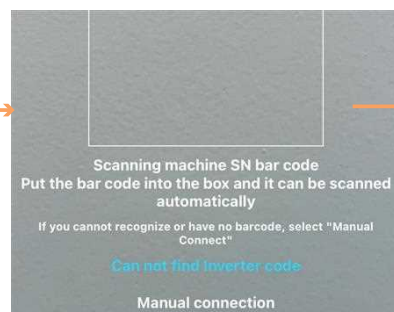 Scanning machine SN bar code
Put the bar code into the box and it can be scanned
automatically
If you cannot recognize or have no barcode, select "Manual
Connect"
Can not find Inverter code
Manual connection